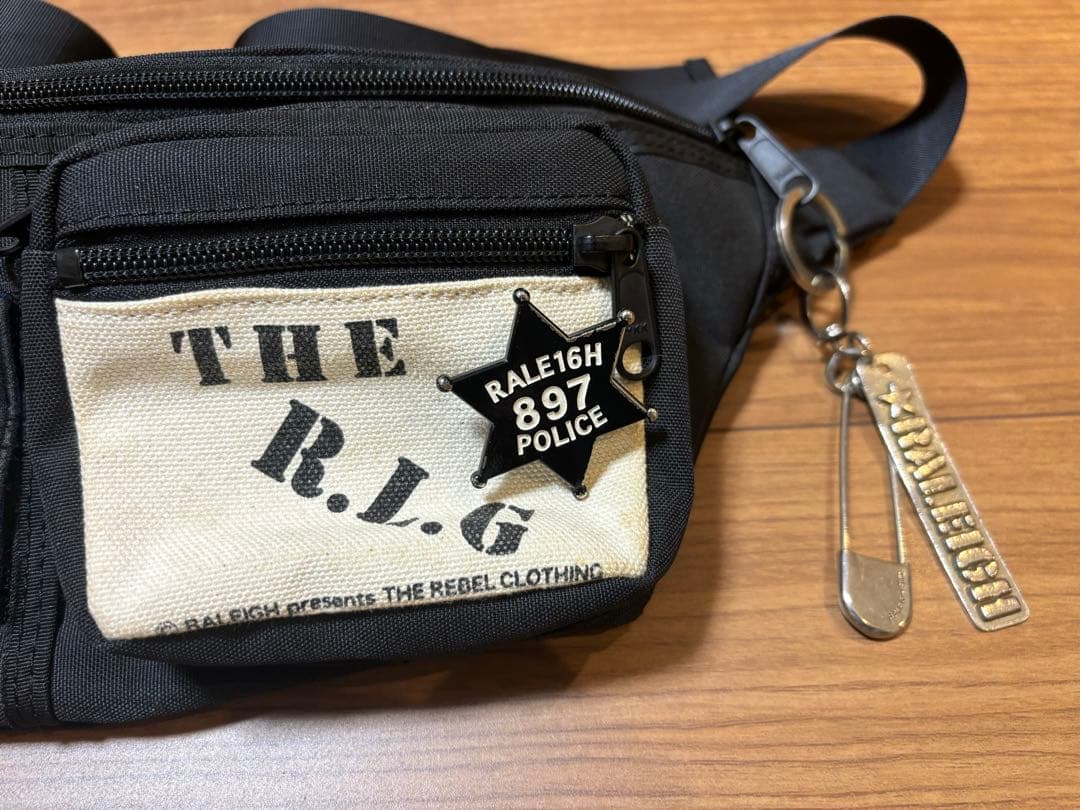 THE
R.L.G
© RALEIGH presents THE REBEL CLOTHING
RALE16H
897
POLICE
★RALEIGH